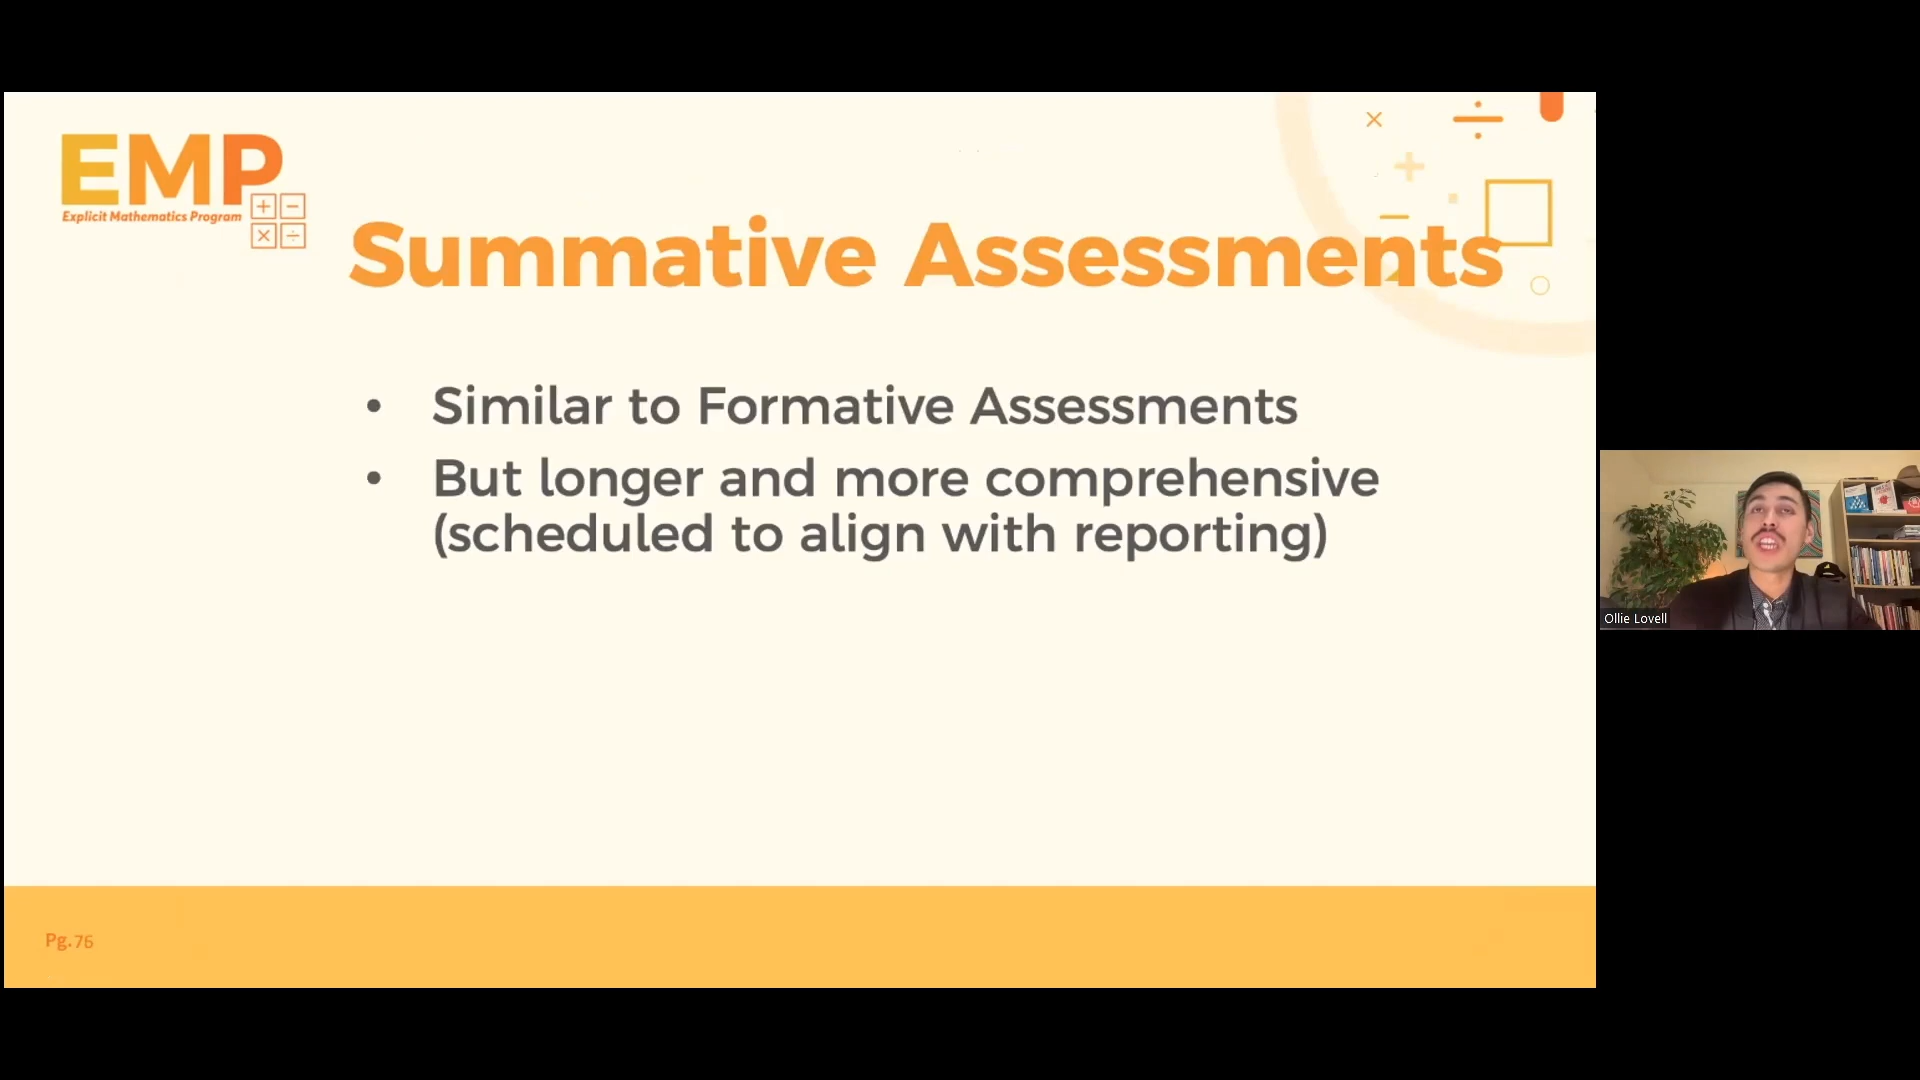 EMP
Explicit Mathematics Program
Summative Assessments
• Similar to Formative Assessments
• But longer and more comprehensive
(scheduled to align with reporting)
Ollie Lovell
Pg.76